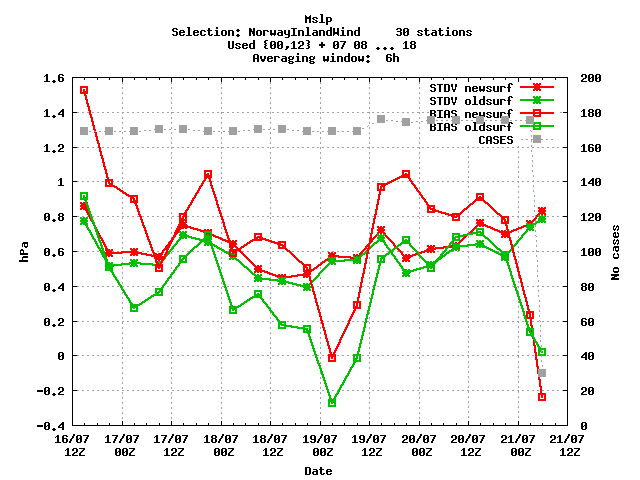 Mslp
Selection: NorwayInlandWind 30 stations
Used {00,12} + 07 08 ... 18
Averaging window: 6h
1.6
1.4
1.2
1
0.8
0.6
0.4
0.2
0
-0.2
-0.4
hPa
200
180
160
140
120
100
80
60
40
20
0
No cases
STDV newsurf
STDV oldsurf
BIAS newsurf
BIAS oldsurf
CASES
16/07 17/07 17/07 18/07 18/07 19/07 19/07 20/07 20/07 21/07 21/07
12Z 00Z 12Z 00Z 12Z 00Z 12Z 00Z 12Z 00Z 12Z
Date